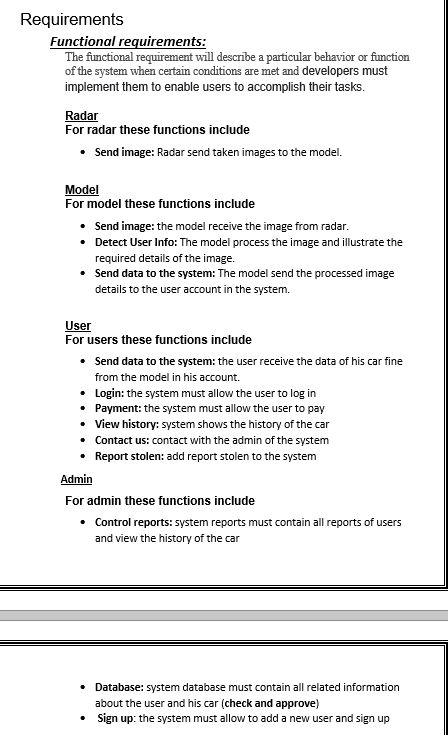 Requirements
Functional requirements:
The functional requirement will describe a particular behavior or function
of the system when certain conditions are met and developers must
implement them to enable users to accomplish their tasks.
Radar
For radar these functions include
• Send image: Radar send taken images to the model.
Model
For model these functions include
• Send image: the model receive the image from radar.
• Detect User Info: The model process the image and illustrate the
required details of the image.
• Send data to the system: The model send the processed image
details to the user account in the system.
User
For users these functions include
• Send data to the system: the user receive the data of his car fine
from the model in his account.
• Login: the system must allow the user to log in
• Payment: the system must allow the user to pay
• View history: system shows the history of the car
• Contact us: contact with the admin of the system
• Report stolen: add report stolen to the system
Admin
For admin these functions include
• Control reports: system reports must contain all reports of users
and view the history of the car
• Database: system database must contain all related information
about the user and his car (check and approve)
• Sign up: the system must allow to add a new user and sign up